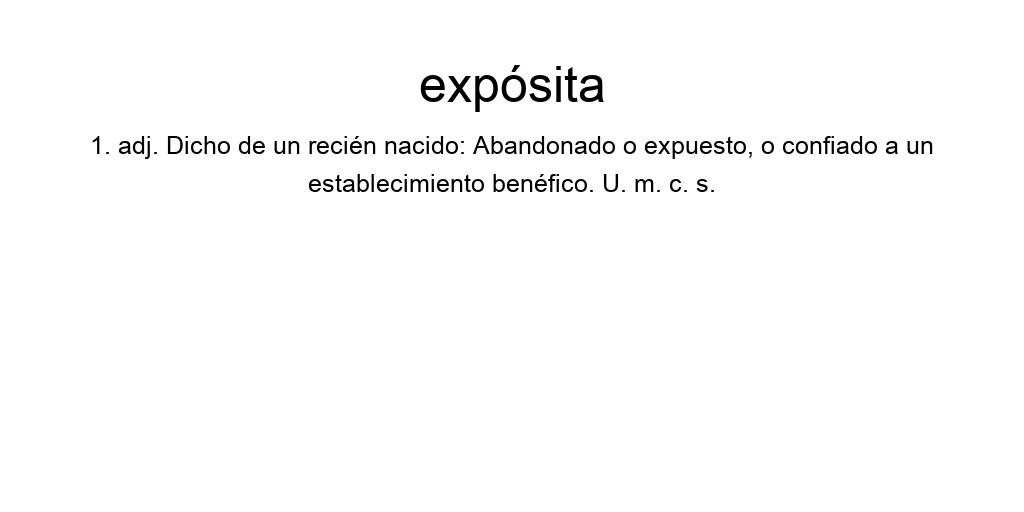 expósita
1. adj. Dicho de un recién nacido: Abandonado o expuesto, o confiado a un
establecimiento benéfico. U. m. c. s.